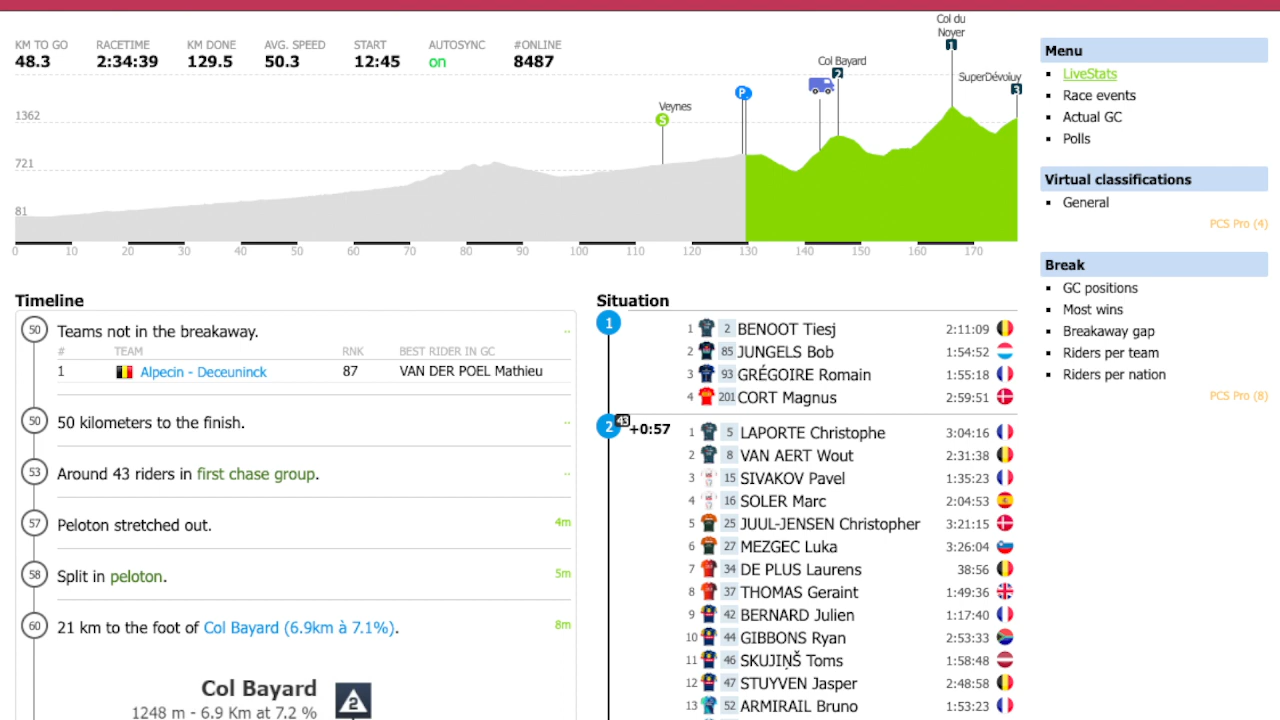 KM TO GO RACETIME KM DONE AVG. SPEED START AUTOSYNC #ONLINE
48.3 2:34:39 129.5 50.3 12:45 on 8487
Col du
Noyer
1
Col Bayard
2
SuperDévoluy
3
Veynes
S
P
1362
721
81
0 10 20 30 40 50 60 70 80 90 100 110 120 130 140 150 160 170
Menu
LiveStats
Race events
Actual GC
Polls
Virtual classifications
General
PCS Pro (4)
Break
GC positions
Most wins
Breakaway gap
Riders per team
Riders per nation
PCS Pro (8)
Timeline
50 Teams not in the breakaway. ..
# TEAM RNK BEST RIDER IN GC
1 Alpecin - Deceuninck 87 VAN DER POEL Mathieu
50 50 kilometers to the finish. ..
53 Around 43 riders in first chase group. ..
57 Peloton stretched out. 4m
58 Split in peloton. 5m
60 21 km to the foot of Col Bayard (6.9km à 7.1%). 8m
Col Bayard
1248 m - 6.9 Km at 7.2 %
2
Situation
1
1 2 BENOOT Tiesj 2:11:09
2 85 JUNGELS Bob 1:54:52
3 93 GRÉGOIRE Romain 1:55:18
4 201 CORT Magnus 2:59:51
2 43 +0:57
1 5 LAPORTE Christophe 3:04:16
2 8 VAN AERT Wout 2:31:38
3 15 SIVAKOV Pavel 1:35:23
4 16 SOLER Marc 2:04:53
5 25 JUUL-JENSEN Christopher 3:21:15
6 27 MEZGEC Luka 3:26:04
7 34 DE PLUS Laurens 38:56
8 37 THOMAS Geraint 1:49:36
9 42 BERNARD Julien 1:17:40
10 44 GIBBONS Ryan 2:53:33
11 46 SKUJIŅŠ Toms 1:58:48
12 47 STUYVEN Jasper 2:48:58
13 52 ARMIRAIL Bruno 1:53:23